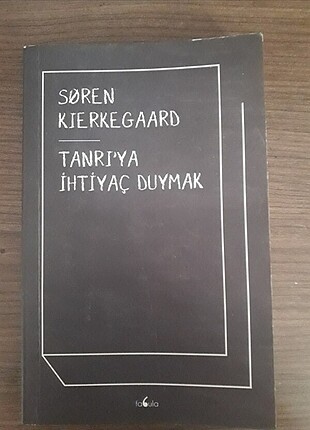 SØREN
KIERKEGAARD
TANRI'YA
İHTİYAÇ DUYMAK
fabula